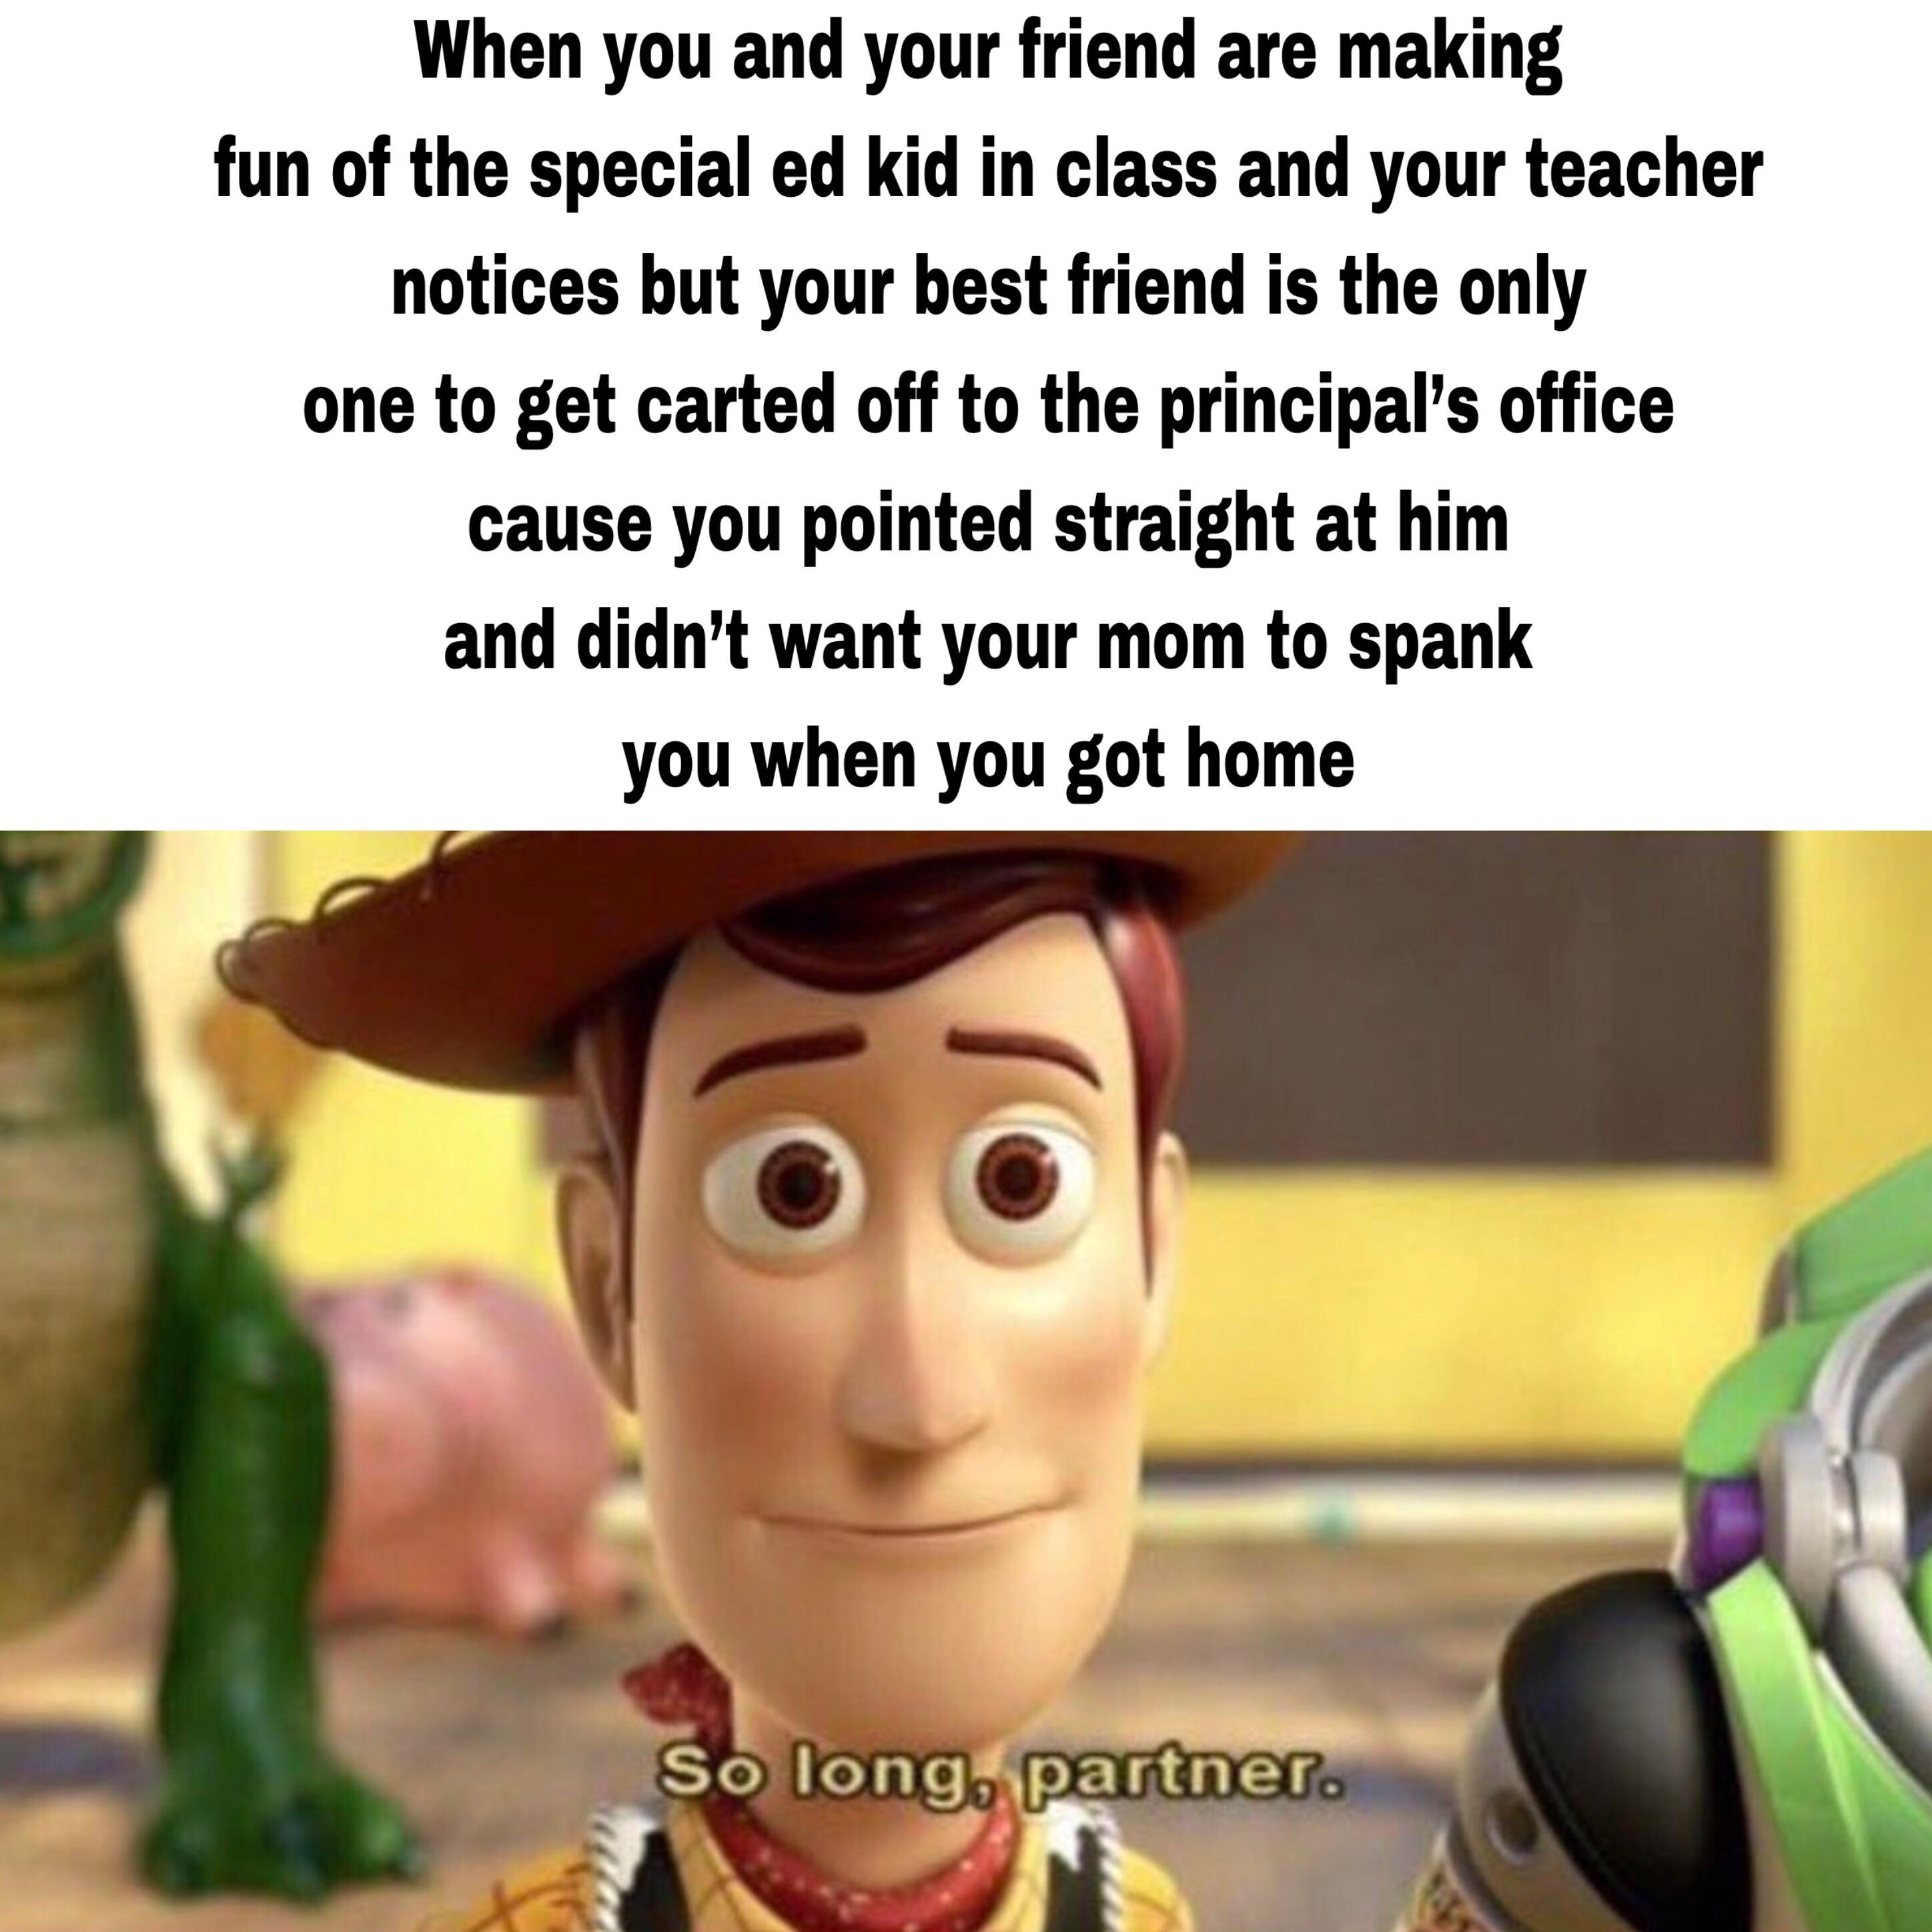 When you and your friend are making
fun of the special ed kid in class and your teacher
notices but your best friend is the only
one to get carted off to the principal’s office
cause you pointed straight at him
and didn’t want your mom to spank
you when you got home
So long, partner.